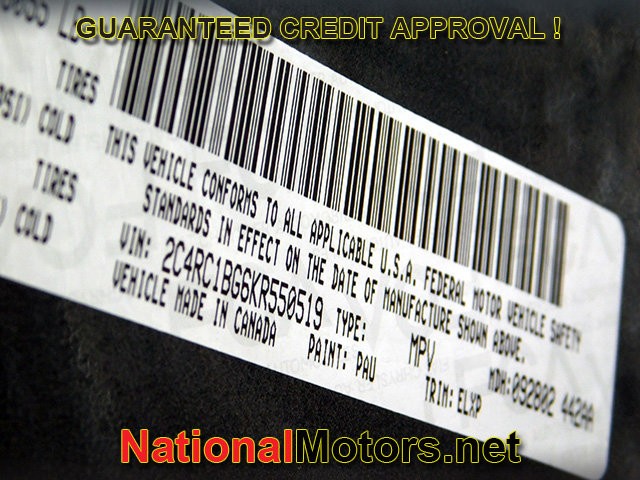 GUARANTEED CREDIT APPROVAL !
TIRES
PSI) COLD
TIRES
COLD
THIS VEHICLE CONFORMS TO ALL APPLICABLE U.S.A. FEDERAL MOTOR VEHICLE SAFETY
STANDARDS IN EFFECT ON THE DATE OF MANUFACTURE SHOWN ABOVE.
VIN: 2C4RC1BG6KR550519 TYPE: MPV MDH:092802 442AA
VEHICLE MADE IN CANADA PAINT: PAU TRIM:ELXP
NationalMotors.net